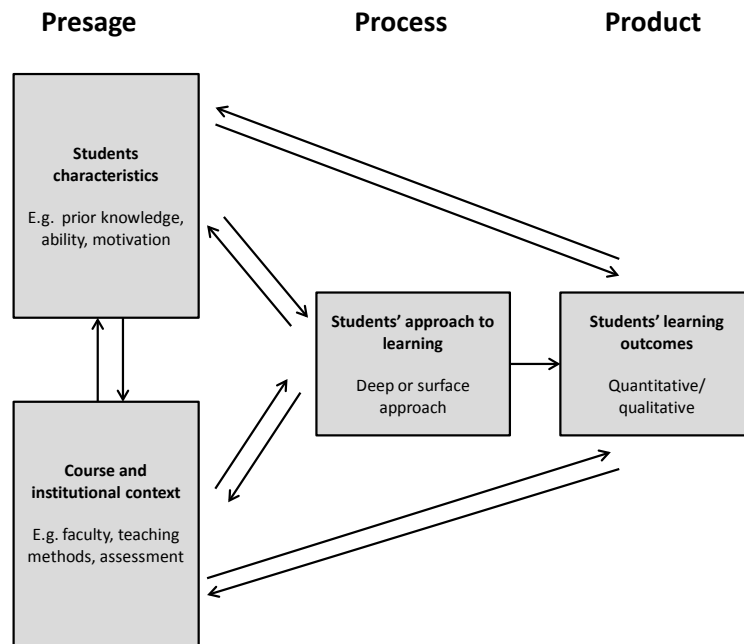 Presage
Process
Product
Students
characteristics
E.g.  prior knowledge,
ability, motivation
Students’ approach to
learning
Deep or surface
approach
Students’ learning
outcomes
Quantitative/
qualitative
Course and
institutional context
E.g. faculty, teaching
methods, assessment